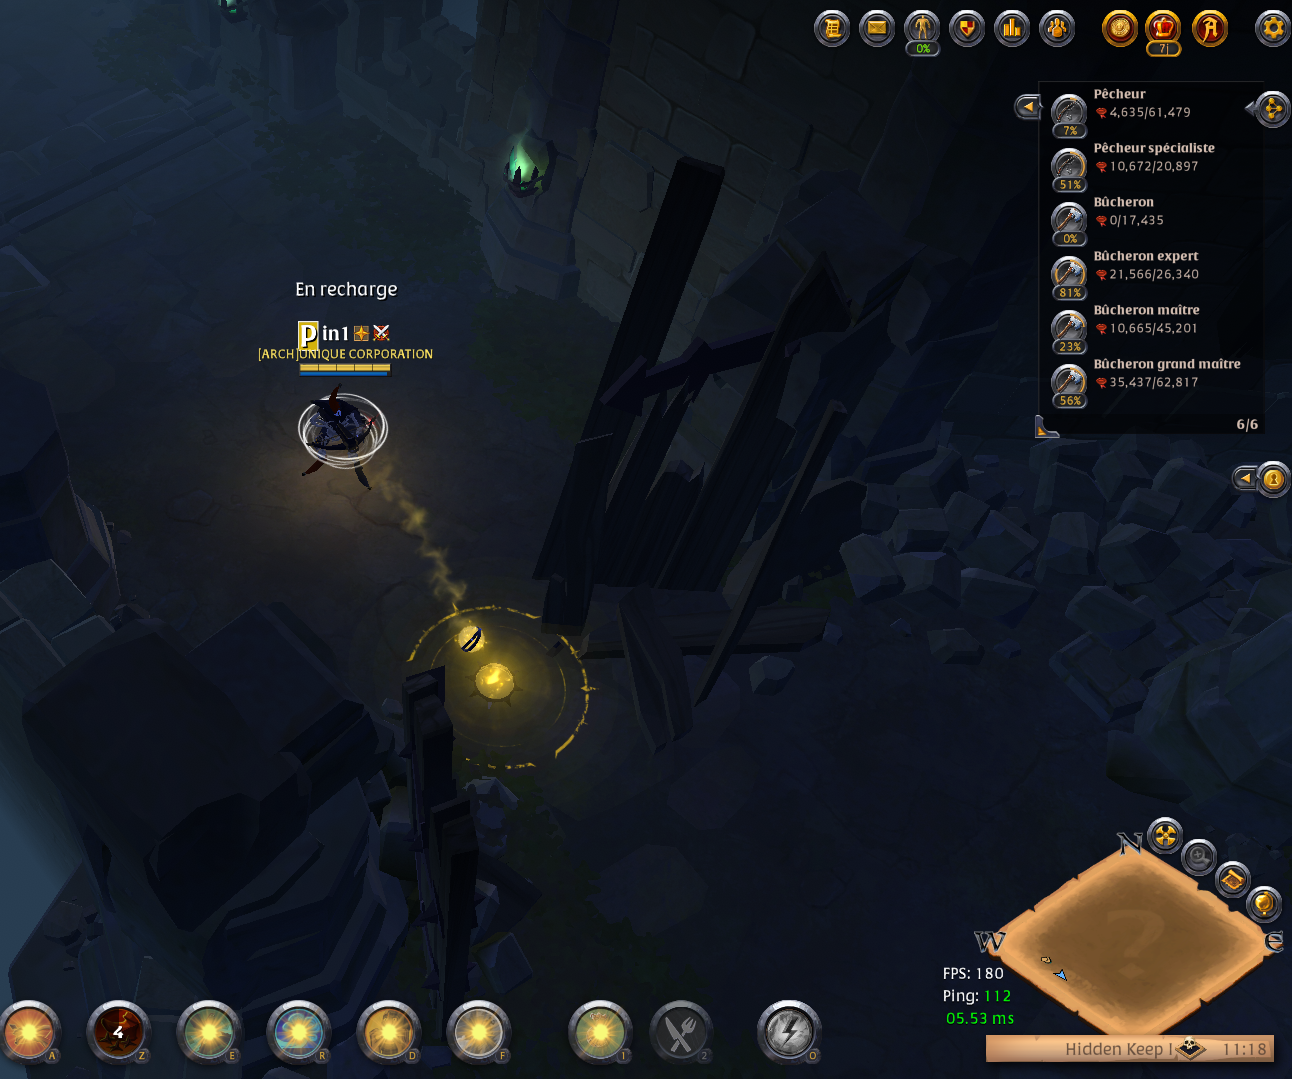 0%
7j
Pêcheur
4,635/61,479
7%
Pêcheur spécialiste
10,672/20,897
51%
Bûcheron
0/17,435
0%
Bûcheron expert
21,566/26,340
81%
Bûcheron maître
10,665/45,201
23%
Bûcheron grand maître
35,437/62,817
56%
6/6
En recharge
Pin1
[ARCH]UNIQUE CORPORATION
N
W
e
FPS: 180
Ping: 112
05.53 ms
Hidden Keep I
11:18
4
A
Z
E
R
D
F
1
2
O